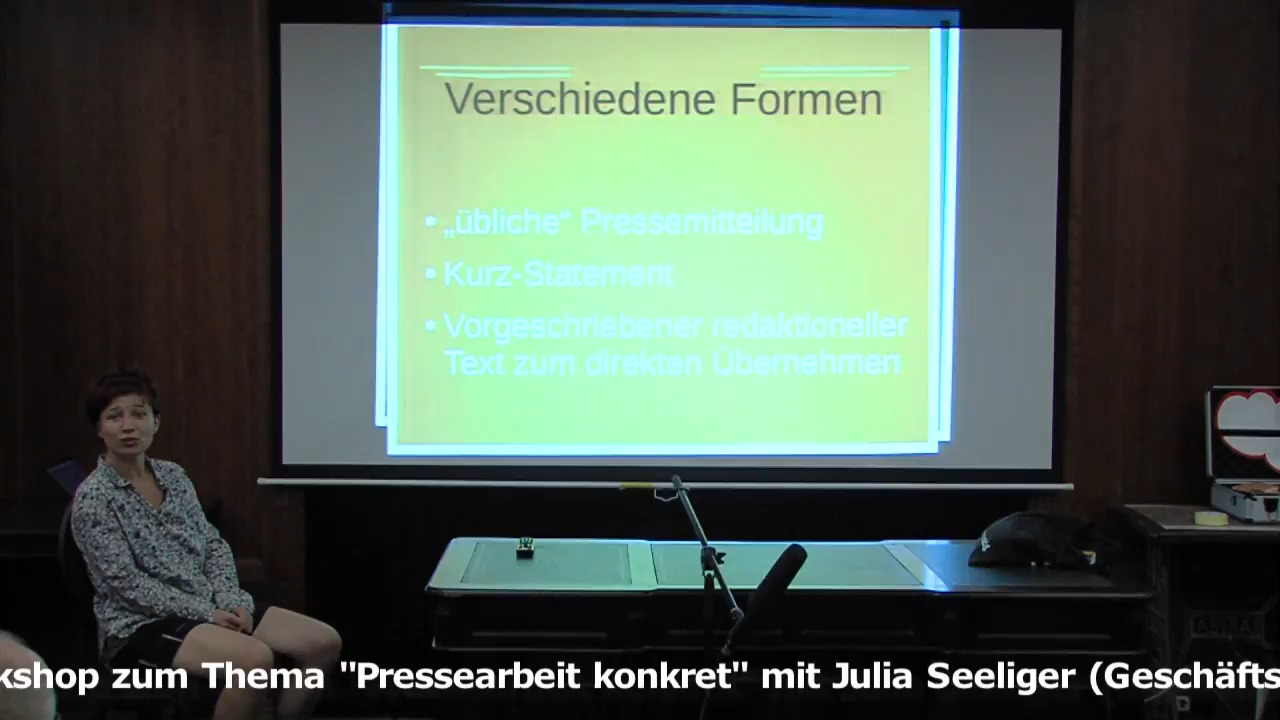 Verschiedene Formen
• „übliche“ Pressemitteilung
• Kurz-Statement
• Vorgeschriebener redaktioneller
Text zum direkten Übernehmen
kshop zum Thema "Pressearbeit konkret" mit Julia Seeliger (Geschäfts